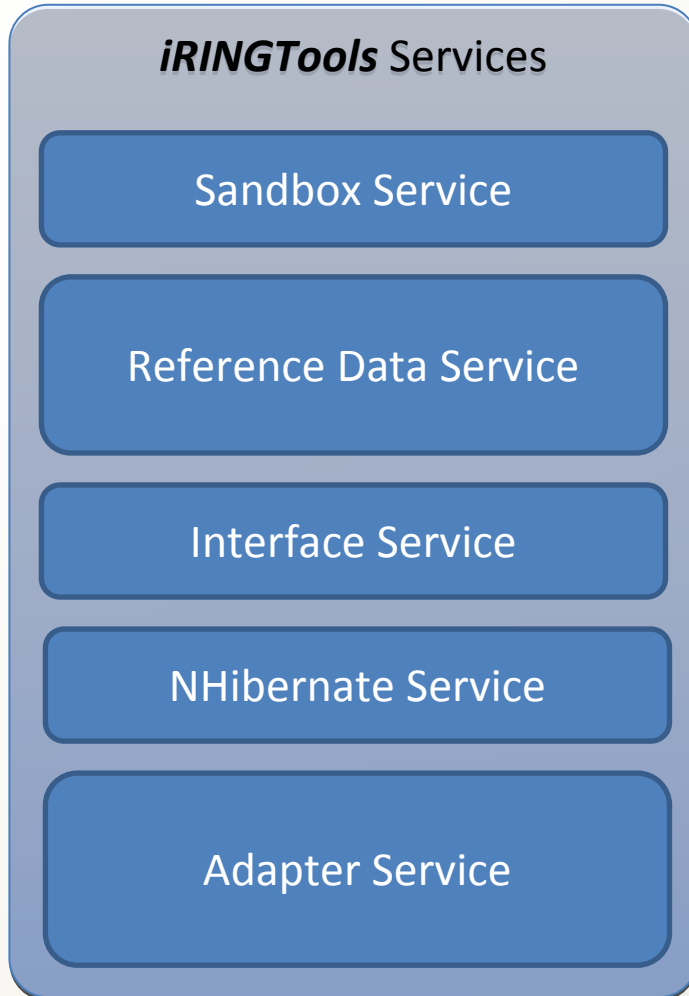 iRINGTools Services
Sandbox Service
Reference Data Service
Interface Service
NHibernate Service
Adapter Service